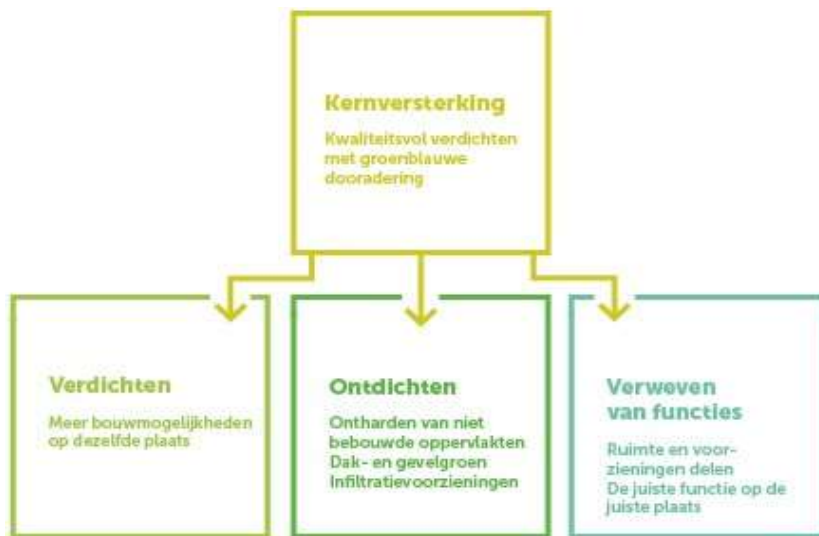 Kernversterking
Kwaliteitsvol verdichten
met groenblauwe
dooradering
Verdichten
Meer bouwmogelijkheden
op dezelfde plaats
Ontdichten
Ontharden van niet
bebouwde oppervlakten
Dak- en gevelgroen
Infiltratievoorzieningen
Verweven
van functies
Ruimte en voor-
zieningen delen
De juiste functie op de
juiste plaats